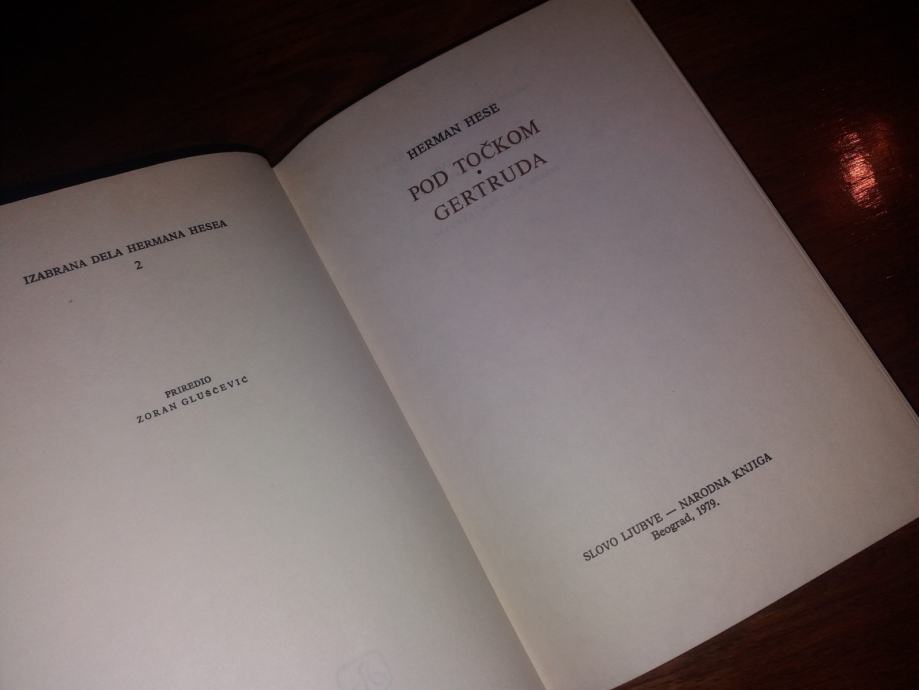 IZABRANA DELA HERMANA HESEA
2
PRIREDIO
ZORAN GLUŠČEVIĆ
HERMAN HESE
POD TOČKOM
•
GERTRUDA
SLOVO LJUBVE — NARODNA KNJIGA
Beograd, 1979.